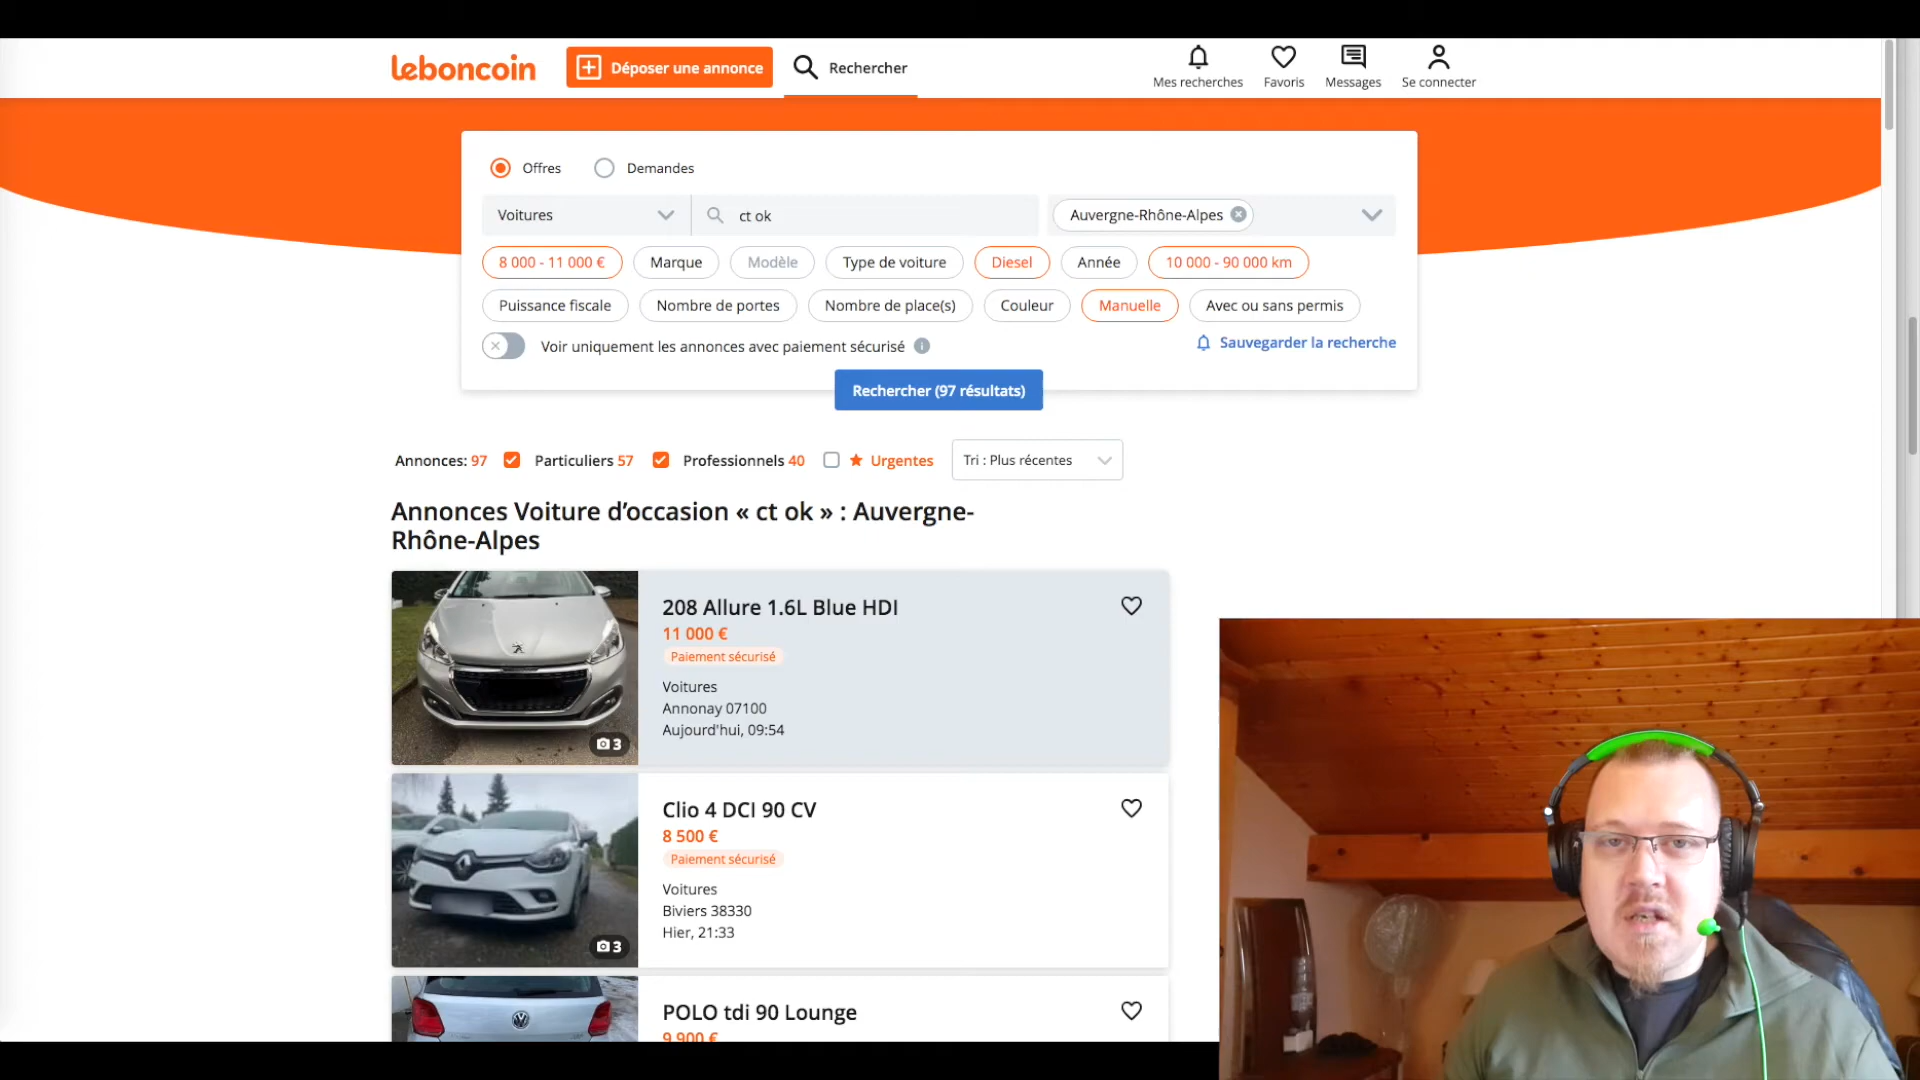 leboncoin
Déposer une annonce
Rechercher
Mes recherches
Favoris
Messages
Se connecter
Offres
Demandes
Voitures
ct ok
Auvergne-Rhône-Alpes
8 000 - 11 000 €
Marque
Modèle
Type de voiture
Diesel
Année
10 000 - 90 000 km
Puissance fiscale
Nombre de portes
Nombre de place(s)
Couleur
Manuelle
Avec ou sans permis
Voir uniquement les annonces avec paiement sécurisé
Sauvegarder la recherche
Rechercher (97 résultats)
Annonces: 97
Particuliers 57
Professionnels 40
Urgentes
Tri : Plus récentes
Annonces Voiture d’occasion « ct ok » : Auvergne-
Rhône-Alpes
208 Allure 1.6L Blue HDI
11 000 €
Paiement sécurisé
Voitures
Annonay 07100
Aujourd'hui, 09:54
3
Clio 4 DCI 90 CV
8 500 €
Paiement sécurisé
Voitures
Biviers 38330
Hier, 21:33
3
POLO tdi 90 Lounge
9 900 €